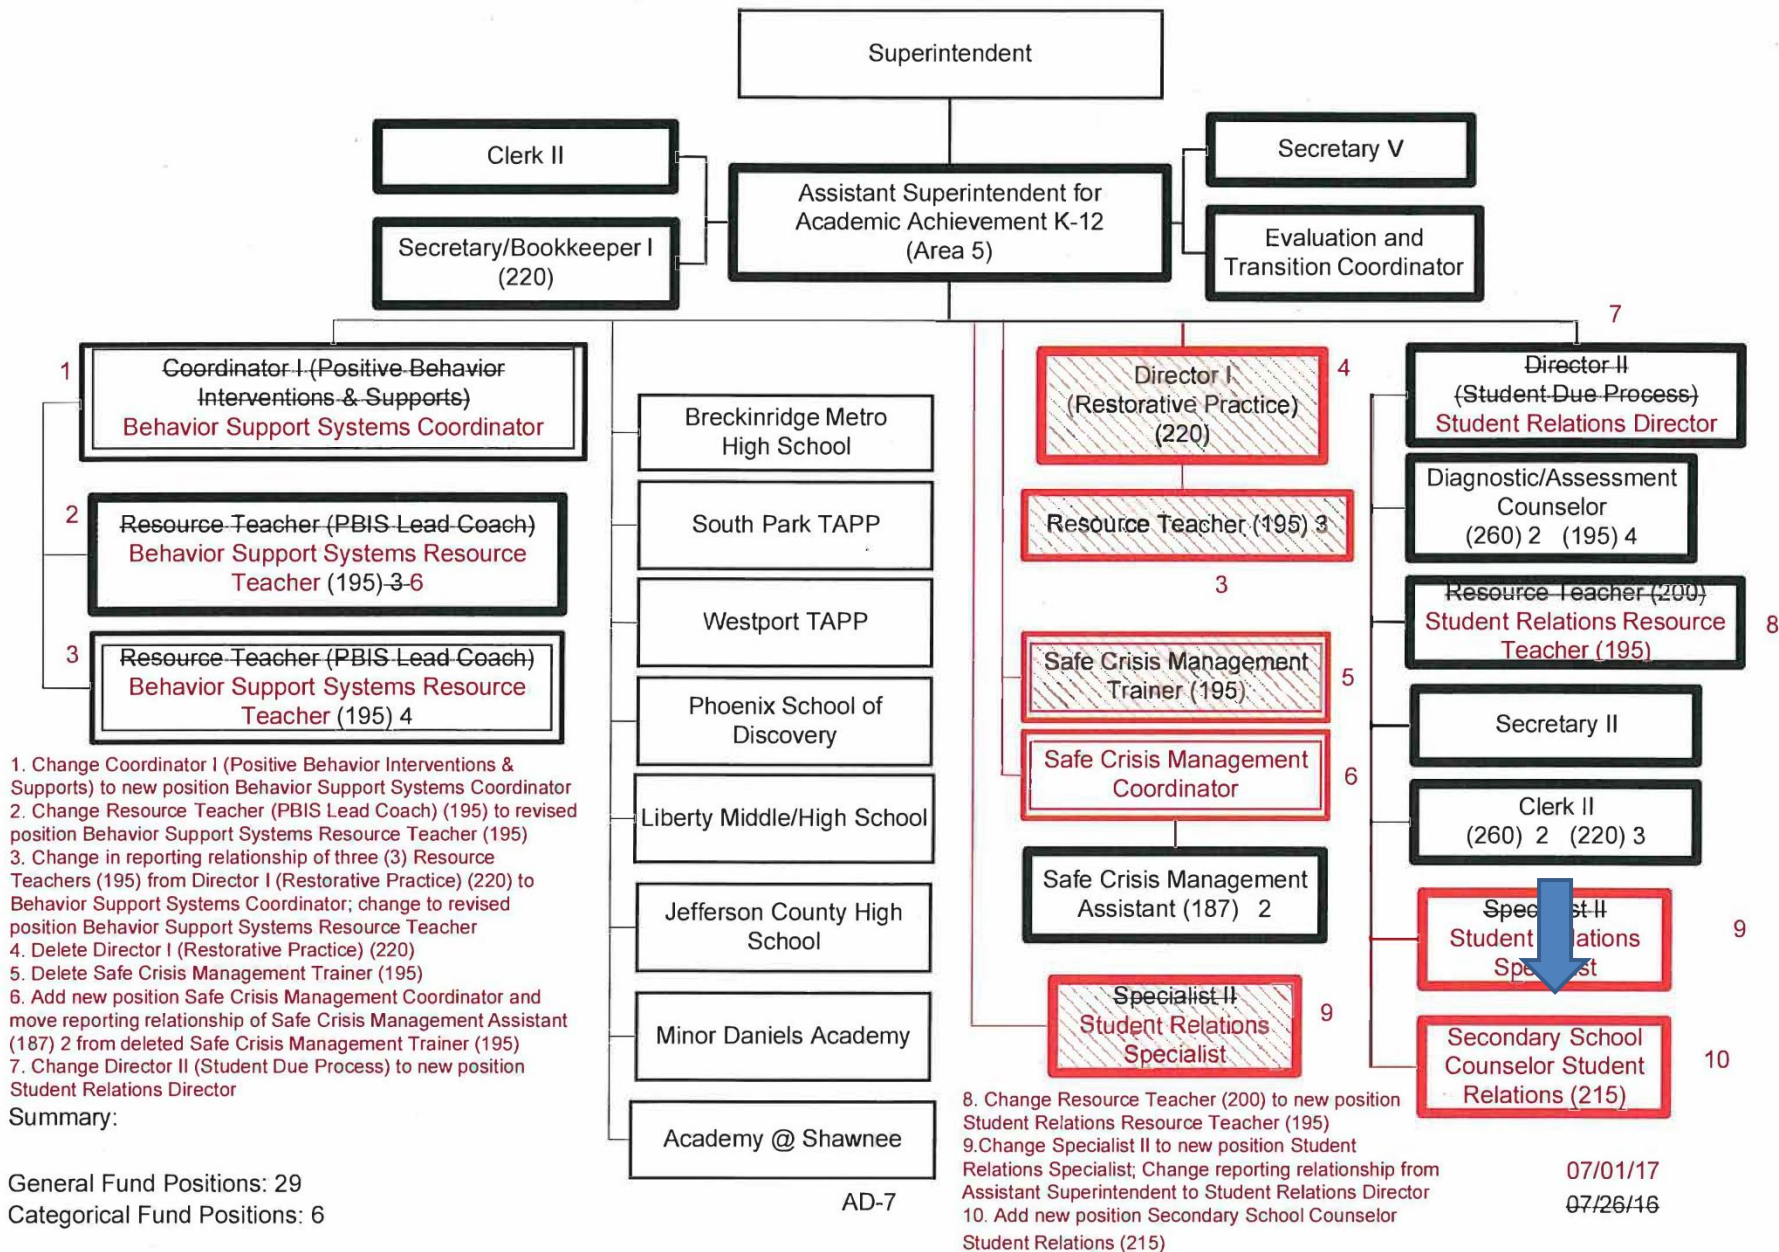 Superintendent
Clerk II
Secretary V
Assistant Superintendent for
Academic Achievement K-12
(Area 5)
Secretary/Bookkeeper I
(220)
Evaluation and
Transition Coordinator
1
Coordinator I (Positive Behavior
Interventions & Supports)
Behavior Support Systems Coordinator
2
Resource Teacher (PBIS Lead Coach)
Behavior Support Systems Resource
Teacher (195) 3 6
3
Resource Teacher (PBIS Lead Coach)
Behavior Support Systems Resource
Teacher (195) 4
1. Change Coordinator I (Positive Behavior Interventions &
Supports) to new position Behavior Support Systems Coordinator
2. Change Resource Teacher (PBIS Lead Coach) (195) to revised
position Behavior Support Systems Resource Teacher (195)
3. Change in reporting relationship of three (3) Resource
Teachers (195) from Director I (Restorative Practice) (220) to
Behavior Support Systems Coordinator; change to revised
position Behavior Support Systems Resource Teacher
4. Delete Director I (Restorative Practice) (220)
5. Delete Safe Crisis Management Trainer (195)
6. Add new position Safe Crisis Management Coordinator and
move reporting relationship of Safe Crisis Management Assistant
(187) 2 from deleted Safe Crisis Management Trainer (195)
7. Change Director II (Student Due Process) to new position
Student Relations Director
Summary:
General Fund Positions: 29
Categorical Fund Positions: 6
Breckinridge Metro
High School
South Park TAPP
Westport TAPP
Phoenix School of
Discovery
Liberty Middle/High School
Jefferson County High
School
Minor Daniels Academy
Academy @ Shawnee
AD-7
4
Director I
(Restorative Practice)
(220)
Resource Teacher (195) 3
3
Safe Crisis Management
Trainer (195)
5
Safe Crisis Management
Coordinator
6
Safe Crisis Management
Assistant (187) 2
Specialist II
Student Relations
Specialist
9
7
Director II
(Student Due Process)
Student Relations Director
Diagnostic/Assessment
Counselor
(260) 2 (195) 4
Resource Teacher (200)
Student Relations Resource
Teacher (195)
8
Secretary II
Clerk II
(260) 2 (220) 3
II
Student
9
Secondary School
Counselor Student
Relations (215)
10
8. Change Resource Teacher (200) to new position
Student Relations Resource Teacher (195)
9.Change Specialist II to new position Student
Relations Specialist; Change reporting relationship from
Assistant Superintendent to Student Relations Director
10. Add new position Secondary School Counselor
Student Relations (215)
07/01/17
07/26/16